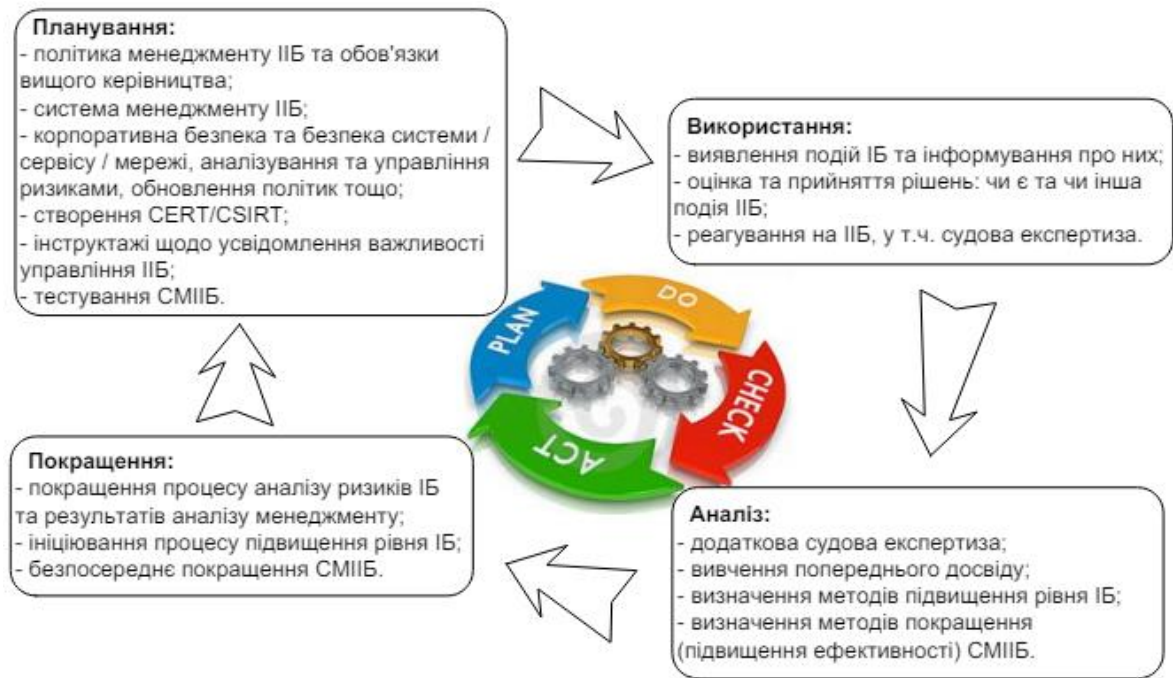 Планування:
- політика менеджменту ІІБ та обов'язки
вищого керівництва;
- система менеджменту ІІБ;
- корпоративна безпека та безпека системи /
сервісу / мережі, аналізування та управління
ризиками, обновлення політик тощо;
- створення CERT/CSIRT;
- інструктажі щодо усвідомлення важливості
управління ІІБ;
- тестування СМІІБ.
Використання:
- виявлення подій ІБ та інформування про них;
- оцінка та прийняття рішень: чи є та чи інша
подія ІІБ;
- реагування на ІІБ, у т.ч. судова експертиза.
PLAN
DO
CHECK
ACT
Покращення:
- покращення процесу аналізу ризиків ІБ
та результатів аналізу менеджменту;
- ініціювання процесу підвищення рівня ІБ;
- безпосереднє покращення СМІІБ.
Аналіз:
- додаткова судова експертиза;
- вивчення попереднього досвіду;
- визначення методів підвищення рівня ІБ;
- визначення методів покращення
(підвищення ефективності) СМІІБ.